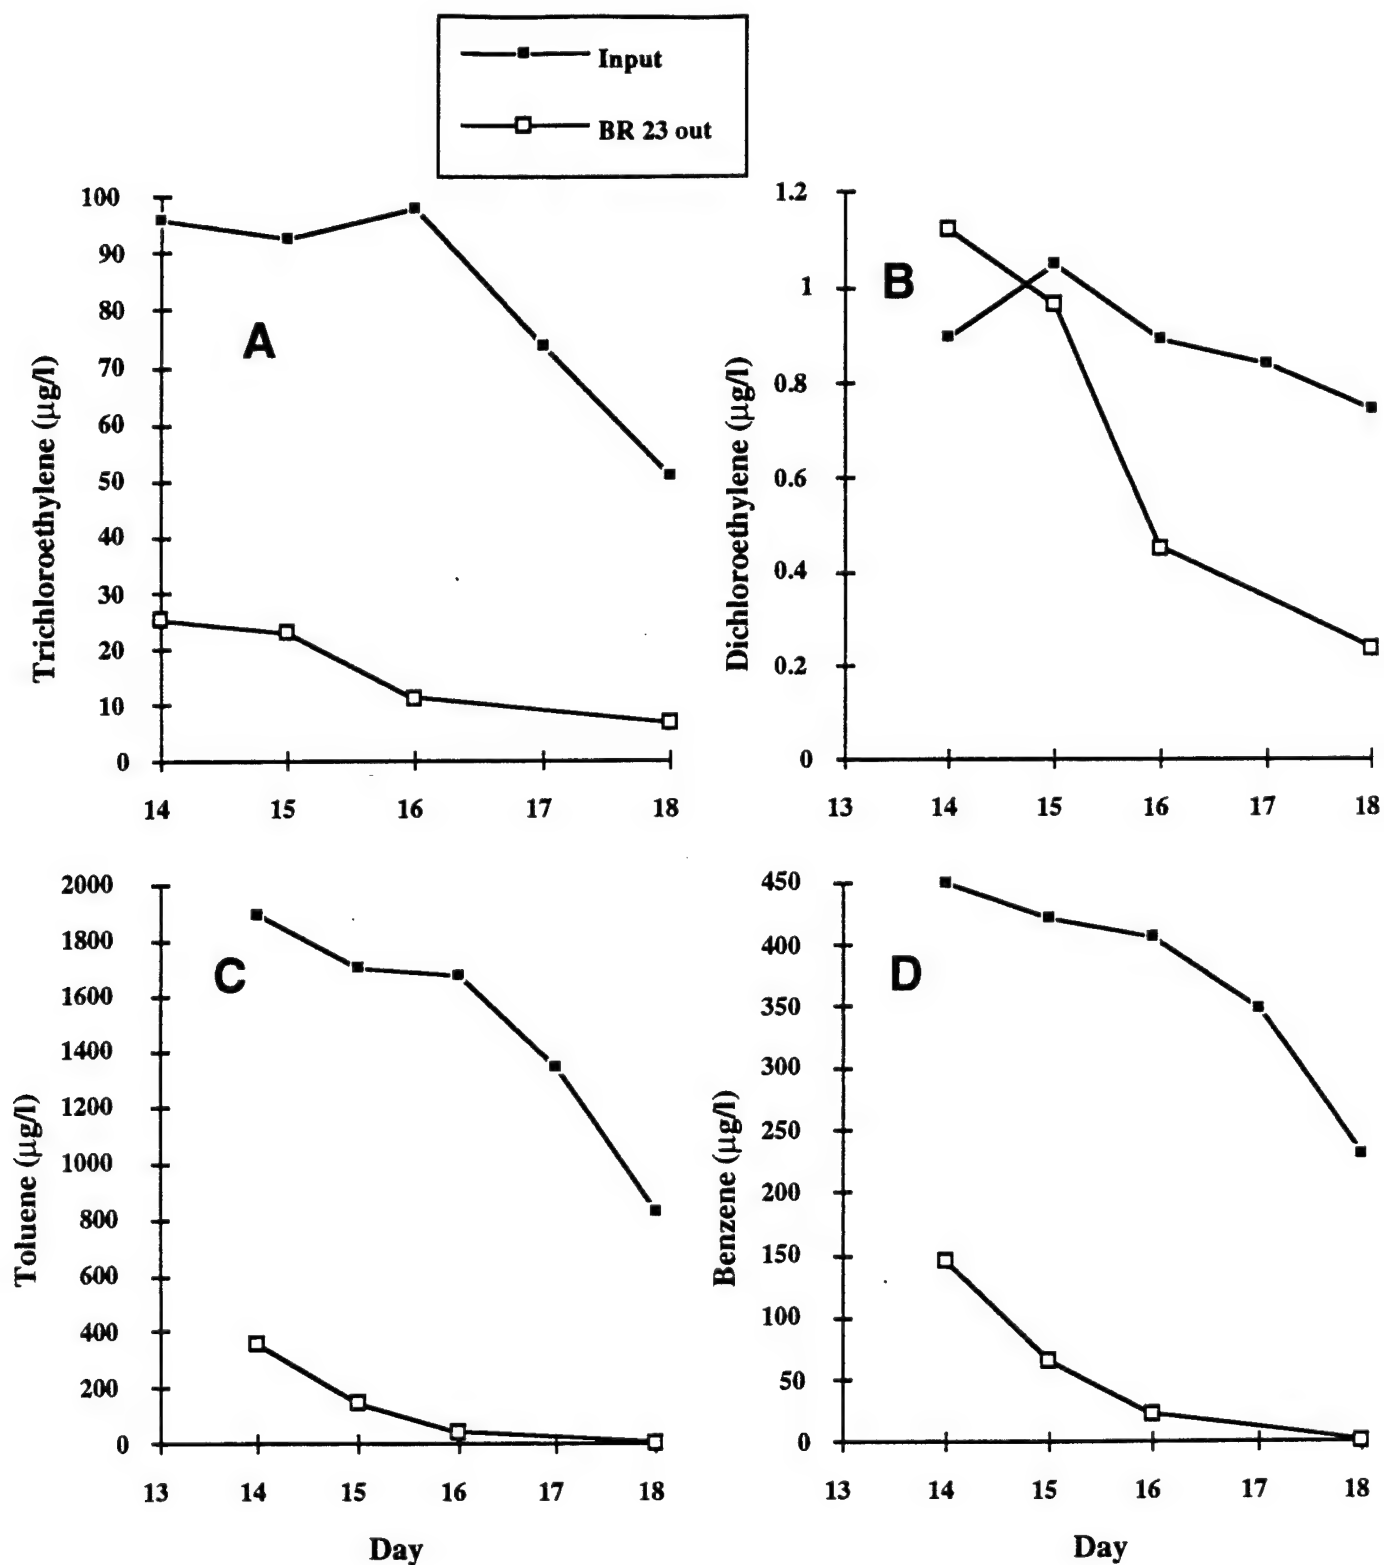 Input
BR 23 out
Trichloroethylene (µg/l)
100
90
80
70
60
50
40
30
20
10
0
14 15 16 17 18
A
Dichloroethylene (µg/l)
1.2
1
0.8
0.6
0.4
0.2
0
13 14 15 16 17 18
B
Toluene (µg/l)
2000
1800
1600
1400
1200
1000
800
600
400
200
0
13 14 15 16 17 18
Day
C
Benzene (µg/l)
450
400
350
300
250
200
150
100
50
0
13 14 15 16 17 18
Day
D